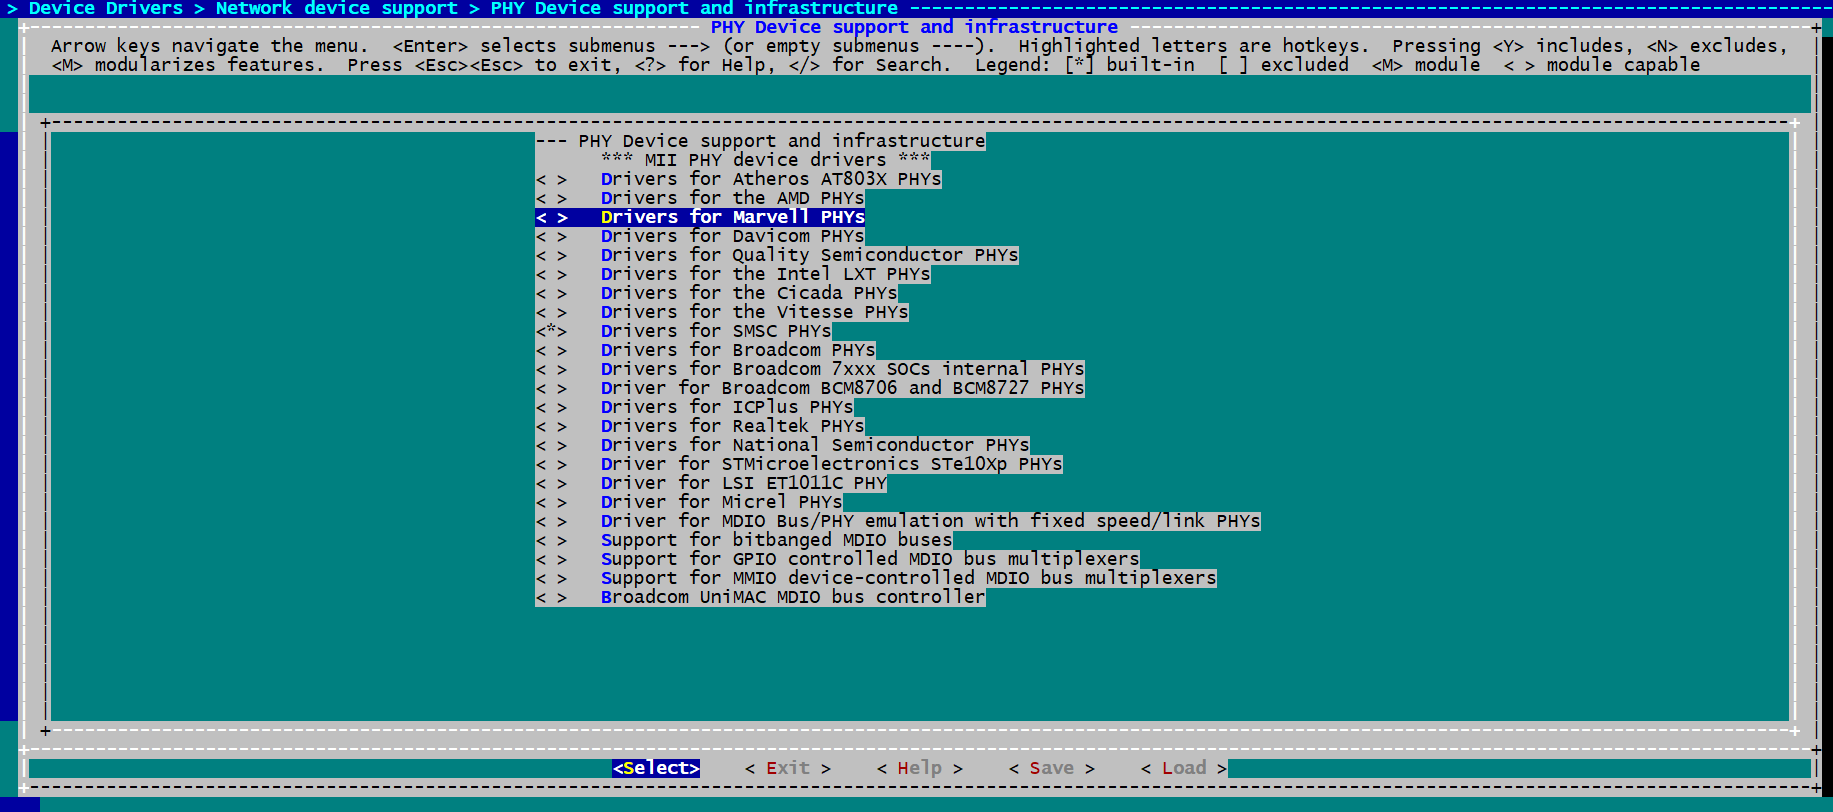 > Device Drivers > Network device support > PHY Device support and infrastructure
PHY Device support and infrastructure
Arrow keys navigate the menu.  <Enter> selects submenus ---> (or empty submenus ----).  Highlighted letters are hotkeys.  Pressing <Y> includes, <N> excludes,
<M> modularizes features.  Press <Esc><Esc> to exit, <?> for Help, </> for Search.  Legend: [*] built-in  [ ] excluded  <M> module  < > module capable
--- PHY Device support and infrastructure
*** MII PHY device drivers ***
< >   Drivers for Atheros AT803X PHYs
< >   Drivers for the AMD PHYs
< >   Drivers for Marvell PHYs
< >   Drivers for Davicom PHYs
< >   Drivers for Quality Semiconductor PHYs
< >   Drivers for the Intel LXT PHYs
< >   Drivers for the Cicada PHYs
< >   Drivers for the Vitesse PHYs
<*>   Drivers for SMSC PHYs
< >   Drivers for Broadcom PHYs
< >   Drivers for Broadcom 7xxx SOCs internal PHYs
< >   Driver for Broadcom BCM8706 and BCM8727 PHYs
< >   Drivers for ICPlus PHYs
< >   Drivers for Realtek PHYs
< >   Drivers for National Semiconductor PHYs
< >   Driver for STMicroelectronics STe10Xp PHYs
< >   Driver for LSI ET1011C PHY
< >   Driver for Micrel PHYs
< >   Driver for MDIO Bus/PHY emulation with fixed speed/link PHYs
< >   Support for bitbanged MDIO buses
< >   Support for GPIO controlled MDIO bus multiplexers
< >   Support for MMIO device-controlled MDIO bus multiplexers
< >   Broadcom UniMAC MDIO bus controller
<Select>    < Exit >    < Help >    < Save >    < Load >